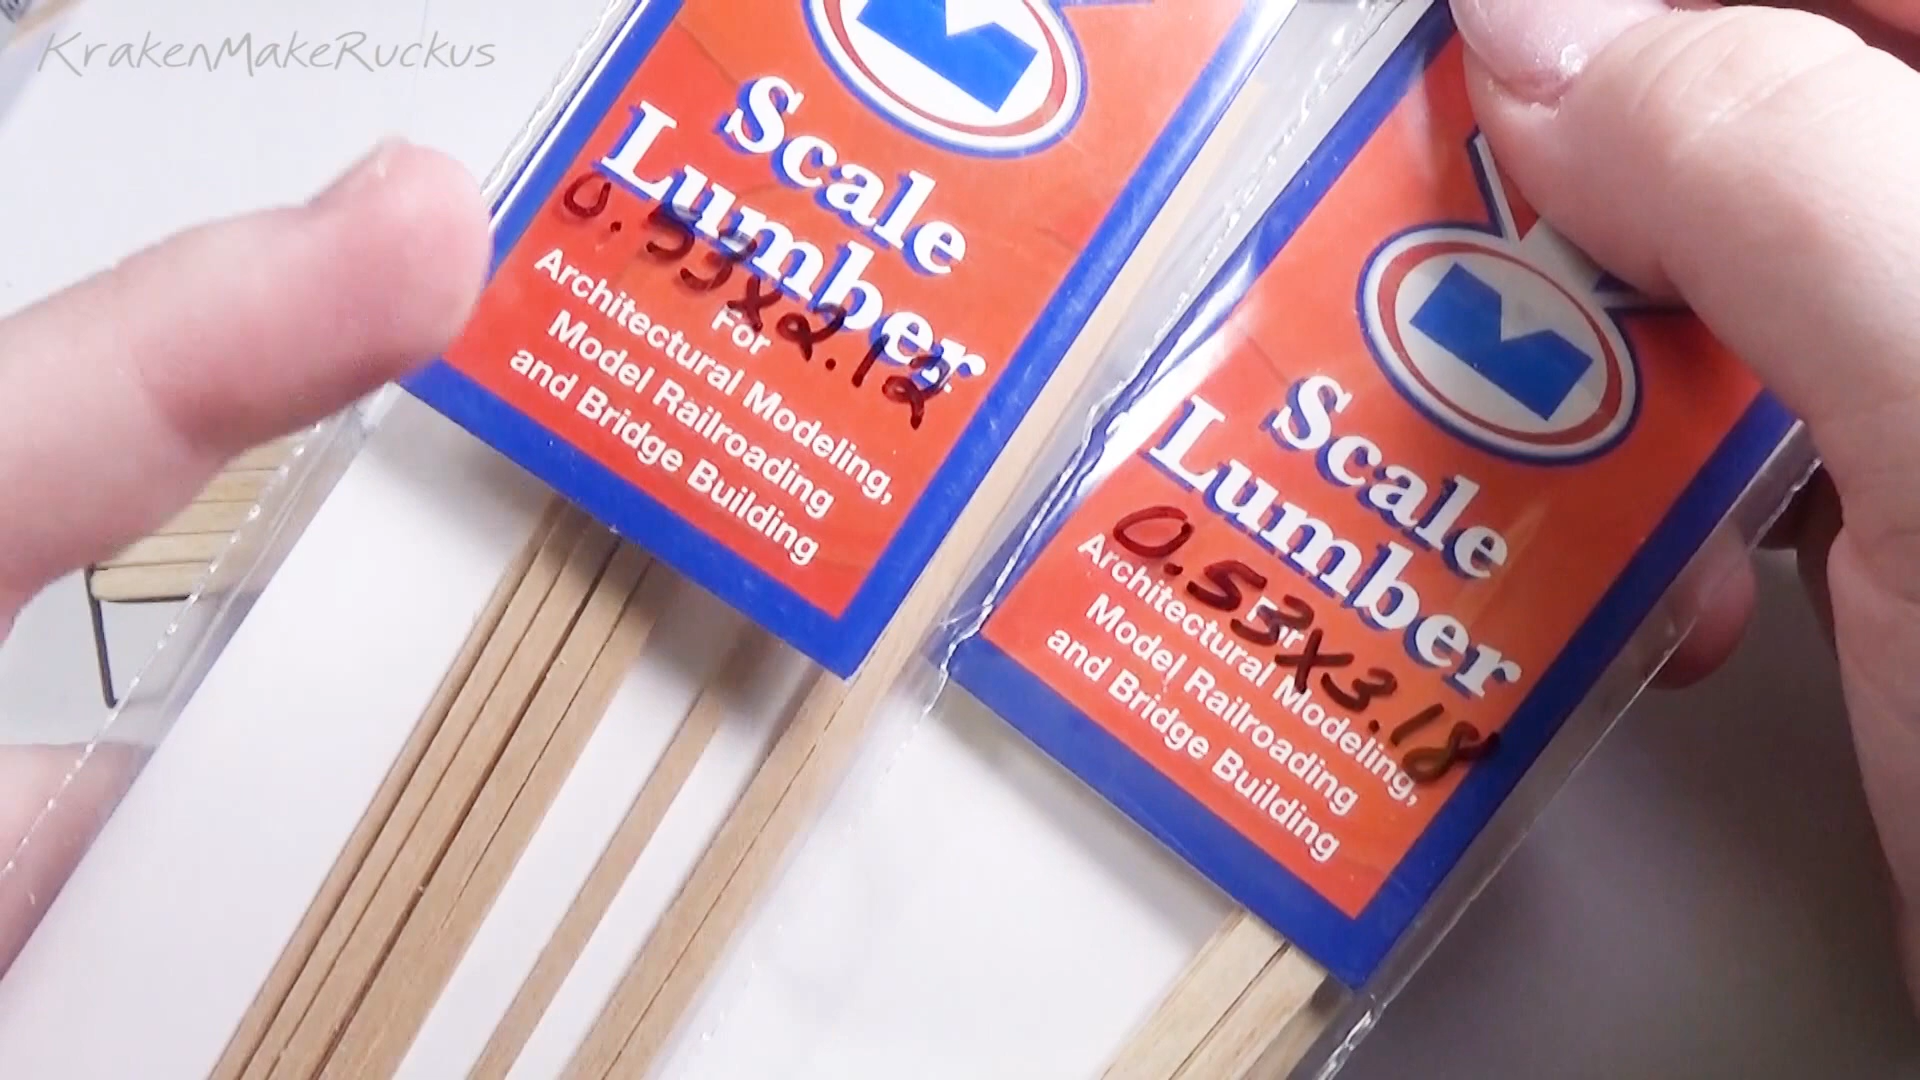 KrakenMakeRuckus
Scale
Lumber
0.53x2.12
For
Architectural Modeling,
Model Railroading
and Bridge Building
Scale
Lumber
0.53x3.18
For
Architectural Modeling,
Model Railroading
and Bridge Building